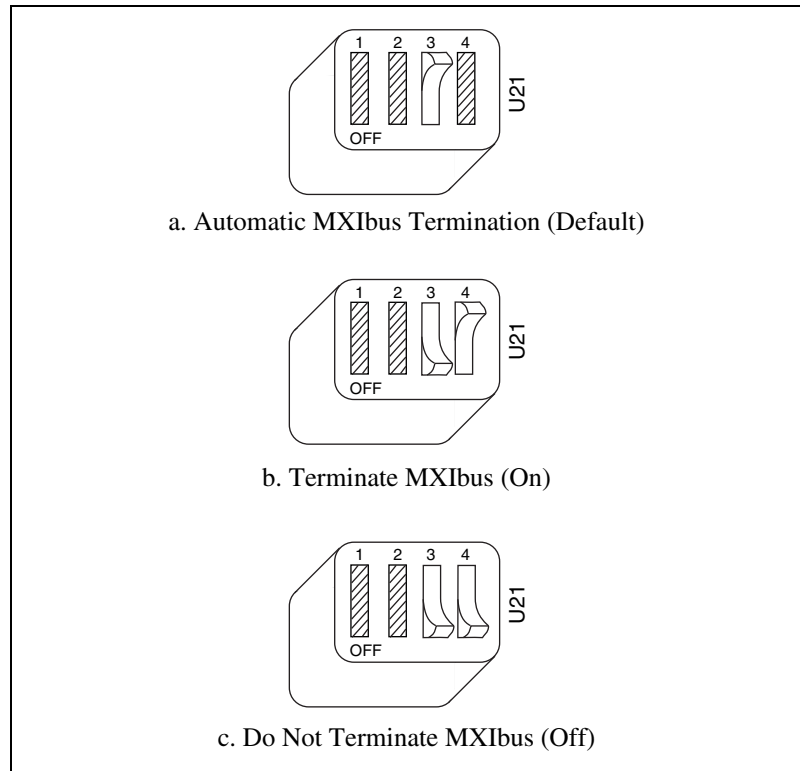 1 2 3 4
OFF
U21
a. Automatic MXIbus Termination (Default)
1 2 3 4
OFF
U21
b. Terminate MXIbus (On)
1 2 3 4
OFF
U21
c. Do Not Terminate MXIbus (Off)